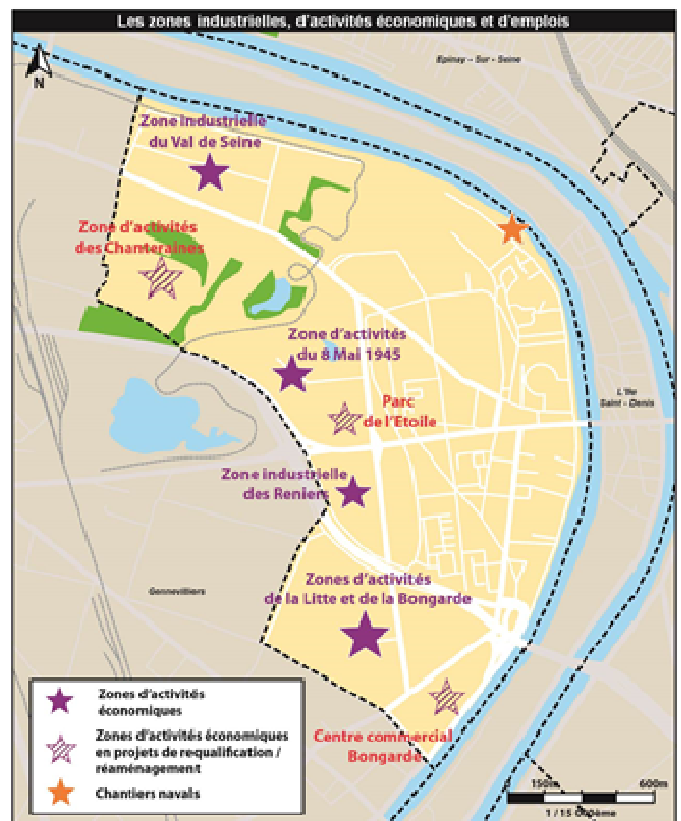 Les zones industrielles, d'activités économiques et d'emplois
Epinay – Sur - Seine
N
Zone Industrielle
du Val de Seine
Zone d'activités
des Chanteraines
Zone d'activités
du 8 Mai 1945
L'Ile
Saint - Denis
Parc
de l'Etoile
Zone industrielle
des Reniers
Gennevilliers
Zones d'activités
de la Litte et de la Bongarde
Centre commercial
Bongarde
Zones d'activités
économiques
Zones d'activités économiques
en projets de requalification /
réaménagement
Chantiers navals
150m 600m
1 / 15